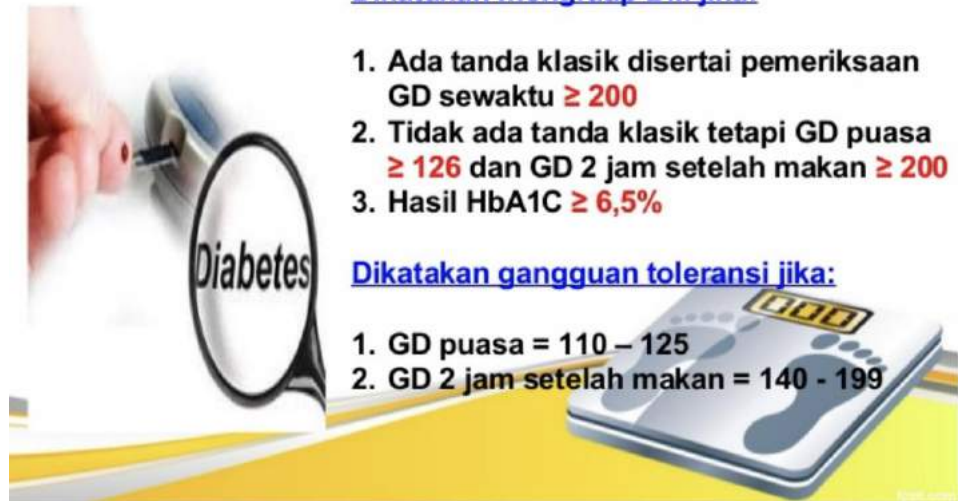 1. Ada tanda klasik disertai pemeriksaan
GD sewaktu ≥ 200
2. Tidak ada tanda klasik tetapi GD puasa
≥ 126 dan GD 2 jam setelah makan ≥ 200
3. Hasil HbA1C ≥ 6,5%
Diabetes
Dikatakan gangguan toleransi jika:
000
1. GD puasa = 110 – 125
2. GD 2 jam setelah makan = 140 - 199